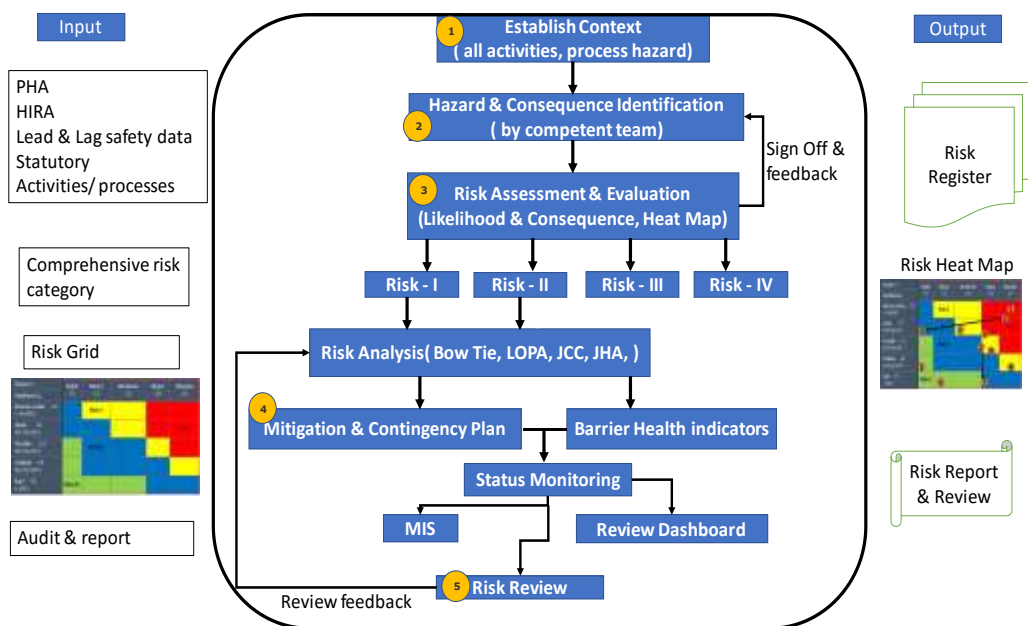 Input
PHA
HIRA
Lead & Lag safety data
Statutory
Activities/ processes
Comprehensive risk
category
Risk Grid
Audit & report
1
Establish Context
( all activities, process hazard)
2
Hazard & Consequence Identification
( by competent team)
Sign Off &
feedback
3
Risk Assessment & Evaluation
(Likelihood & Consequence, Heat Map)
Risk - I
Risk - II
Risk - III
Risk - IV
Risk Analysis( Bow Tie, LOPA, JCC, JHA, )
4
Mitigation & Contingency Plan
Barrier Health indicators
Status Monitoring
MIS
Review Dashboard
5
Risk Review
Review feedback
Output
Risk
Register
Risk Heat Map
Risk Report
& Review